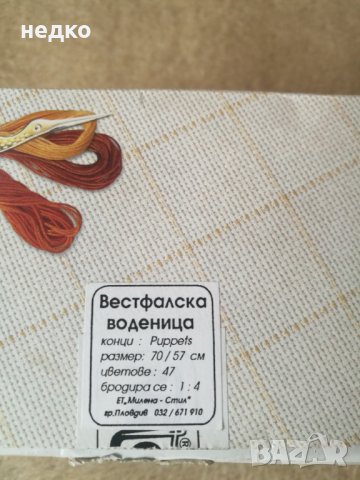 недко
Вестфалска
воденица
конци : Puppets
размер: 70 / 57 см
цветове : 47
бродира се : 1 : 4
ЕТ „Милена - Стил"
гр.Пловдив 032 / 671 910
®
BAZAR